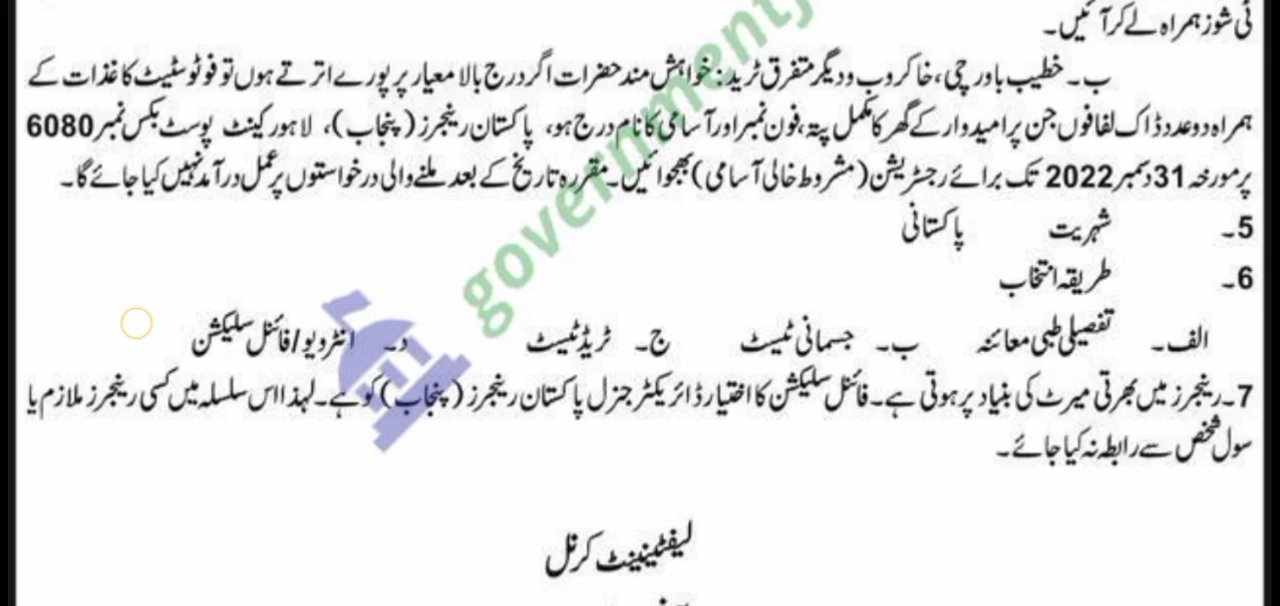 ئی شوز ہمراہ لے کر آئیں۔
ب۔ خطیب باورچی، خاکروب و دیگر متفرق ٹریڈ: خواہش مند حضرات اگر درج بالا معیار پر پورے اترتے ہوں تو فوٹوسٹیٹ کاغذات کے
ہمراہ دو عدد ڈاک لفافوں جن پر امیدوار کے گھر کا مکمل پتہ، فون نمبر اور آسامی کا نام درج ہو، پاکستان رینجرز (پنجاب)، لاہور کینٹ پوسٹ بکس نمبر 6080
پر مورخہ 31 دسمبر 2022 تک برائے رجسٹریشن (مشروط خالی آسامی) بھجوائیں۔ مقررہ تاریخ کے بعد ملنے والی درخواستوں پر عمل درآمد نہیں کیا جائے گا۔
5۔ شہریت پاکستانی
6۔ طریقہ انتخاب
الف۔ تفصیلی طبی معائنہ ب۔ جسمانی ٹیسٹ ج۔ ٹریڈ ٹیسٹ د۔ انٹرویو/فائنل سلیکشن
7۔ رینجرز میں بھرتی میرٹ کی بنیاد پر ہوتی ہے۔ فائنل سلیکشن کا اختیار ڈائریکٹر جنرل پاکستان رینجرز (پنجاب) کو ہے۔ لہذا اس سلسلہ میں کسی رینجرز ملازم یا
سول شخص سے رابطہ نہ کیا جائے۔
لیفٹیننٹ کرنل
governmentj